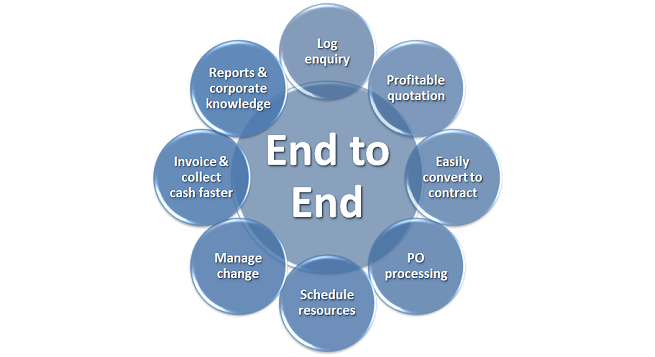 End to
End
Log
enquiry
Profitable
quotation
Easily
convert to
contract
PO
processing
Schedule
resources
Manage
change
Invoice &
collect
cash faster
Reports &
corporate
knowledge